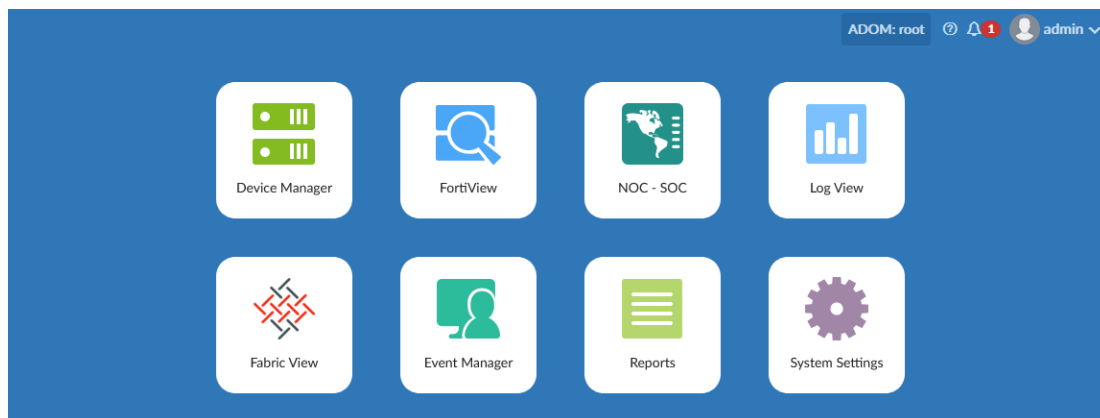 ADOM: root 1 admin
Device Manager FortiView NOC - SOC Log View
Fabric View Event Manager Reports System Settings